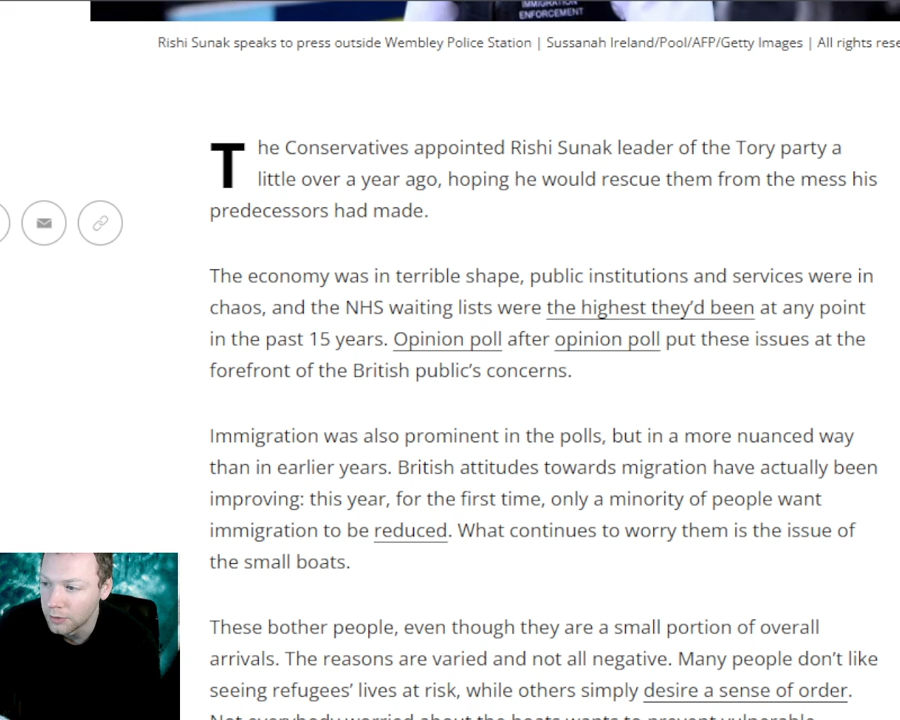 IMMIGRATION
ENFORCEMENT
Rishi Sunak speaks to press outside Wembley Police Station | Sussanah Ireland/Pool/AFP/Getty Images | All rights rese
The Conservatives appointed Rishi Sunak leader of the Tory party a
little over a year ago, hoping he would rescue them from the mess his
predecessors had made.
The economy was in terrible shape, public institutions and services were in
chaos, and the NHS waiting lists were the highest they’d been at any point
in the past 15 years. Opinion poll after opinion poll put these issues at the
forefront of the British public’s concerns.
Immigration was also prominent in the polls, but in a more nuanced way
than in earlier years. British attitudes towards migration have actually been
improving: this year, for the first time, only a minority of people want
immigration to be reduced. What continues to worry them is the issue of
the small boats.
These bother people, even though they are a small portion of overall
arrivals. The reasons are varied and not all negative. Many people don’t like
seeing refugees’ lives at risk, while others simply desire a sense of order.
Not everybody worried about the boats wants to prevent vulnerable